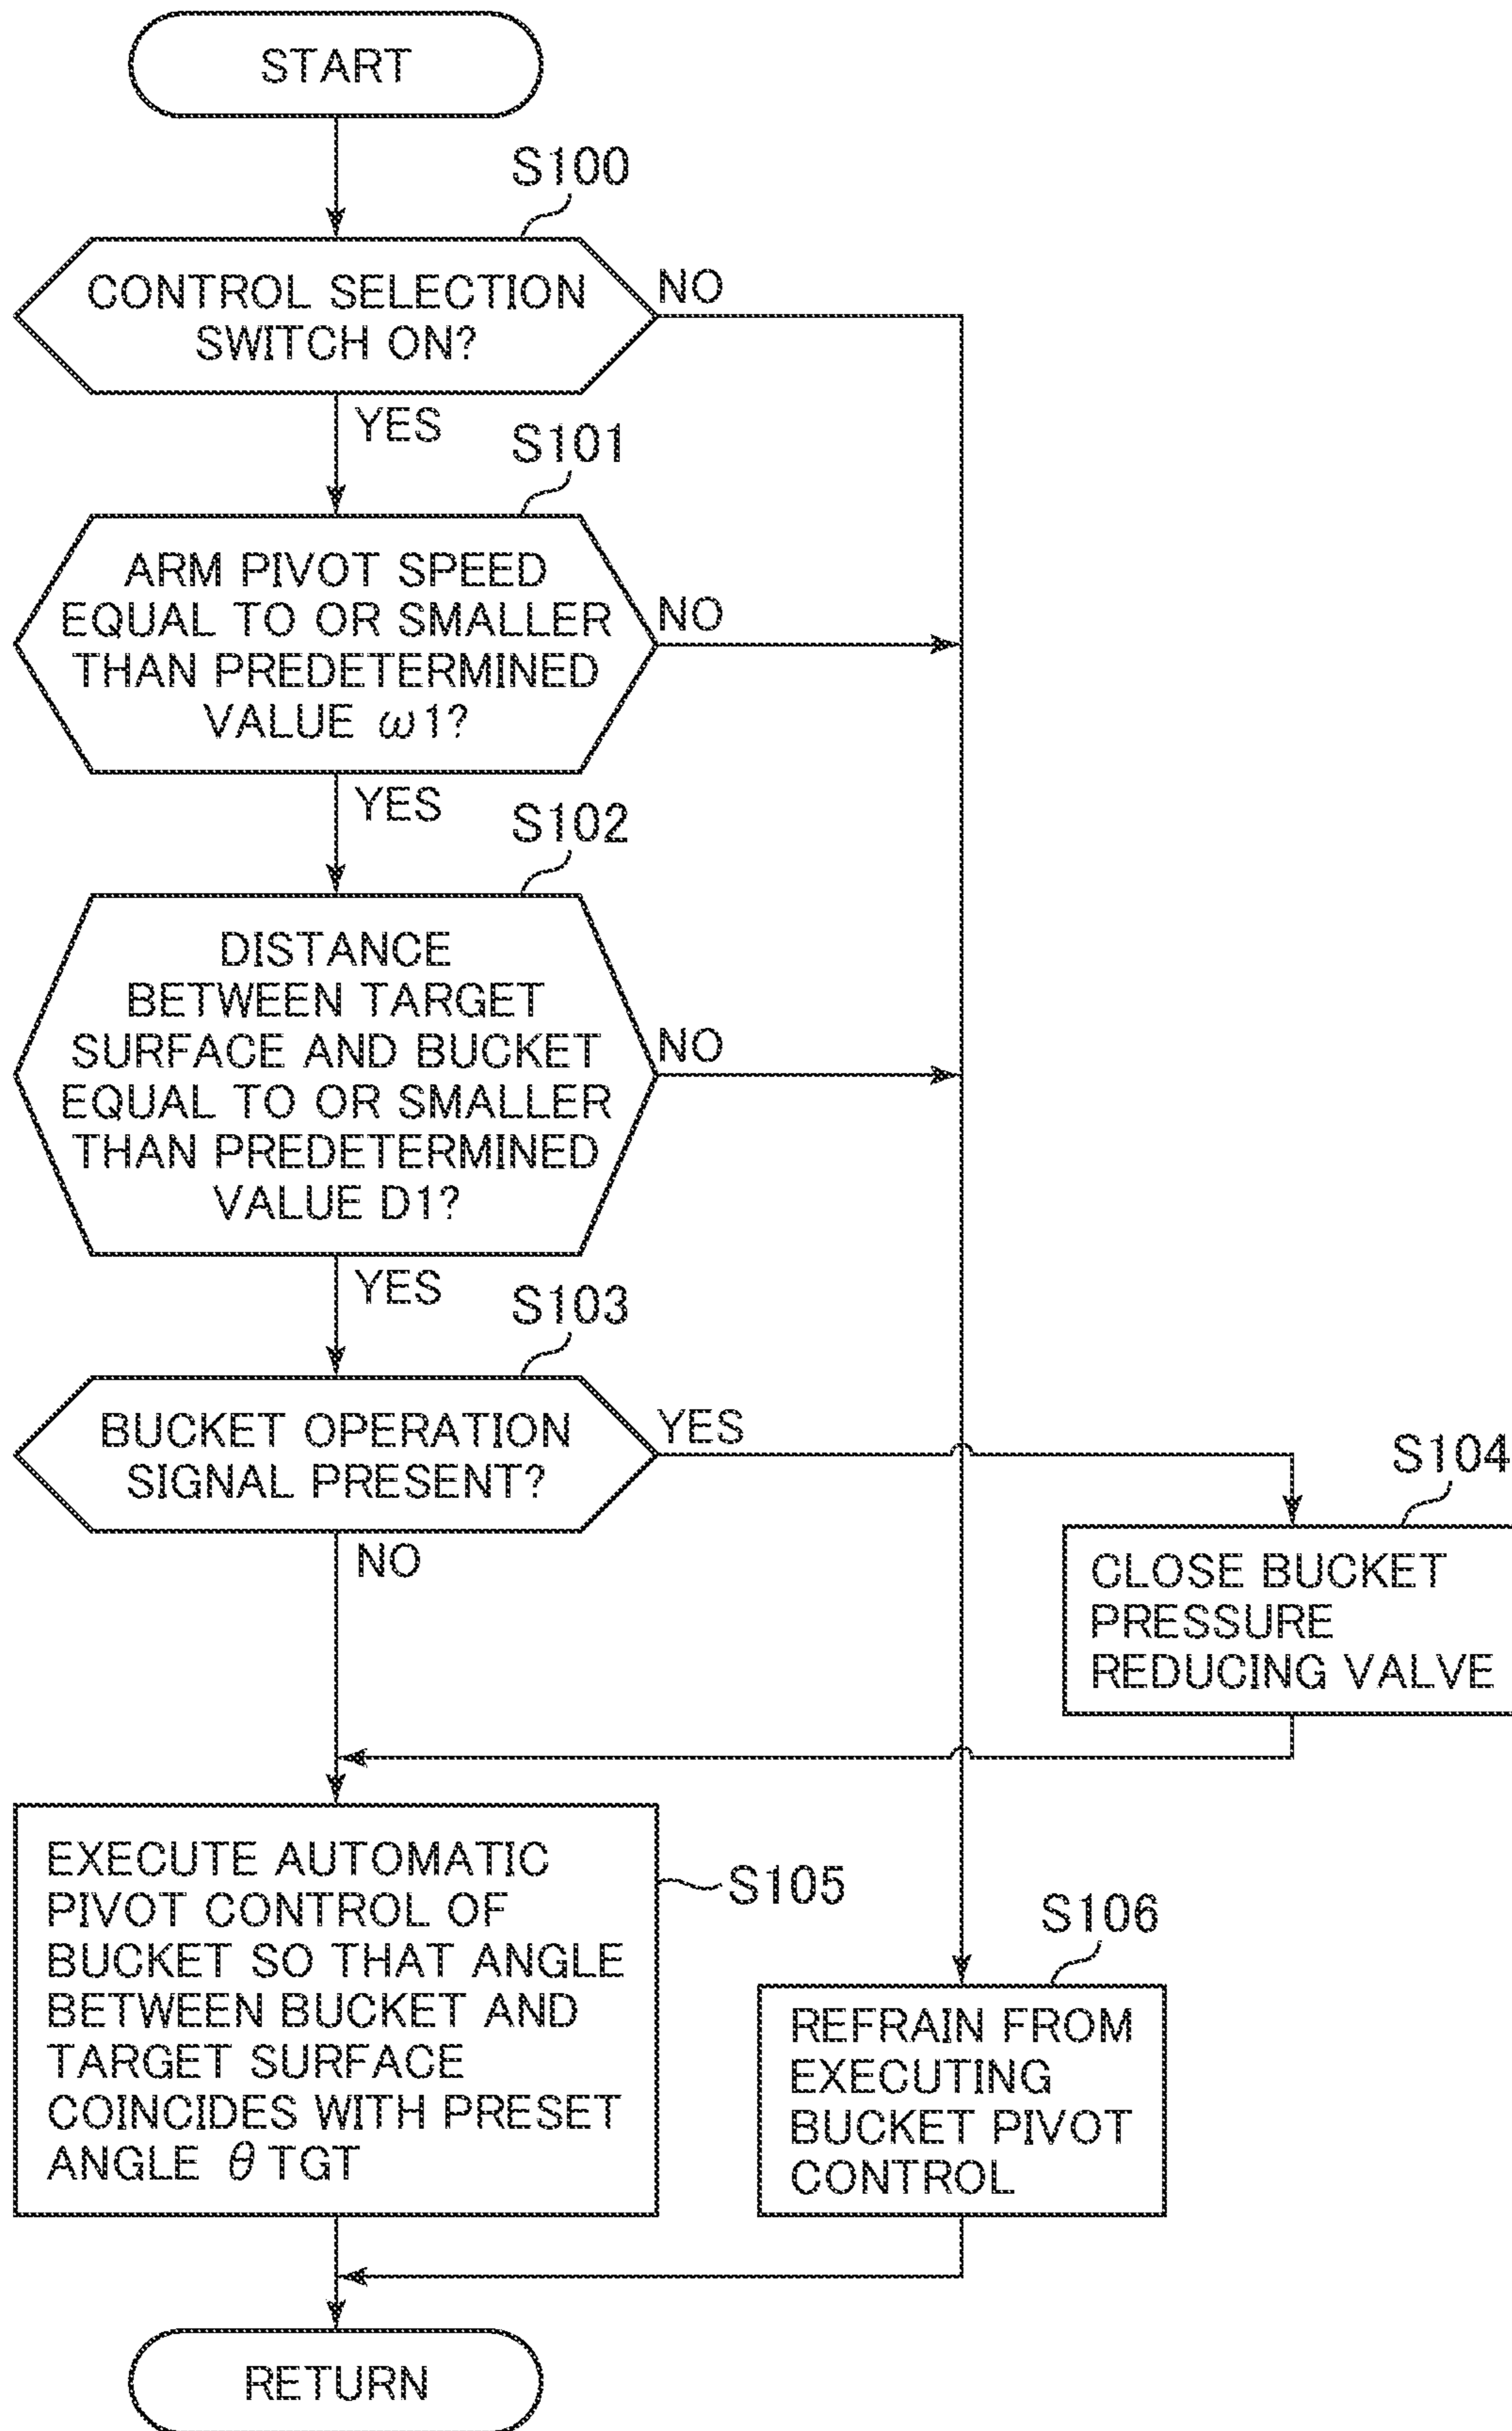 START
S100
CONTROL SELECTION
SWITCH ON?
NO
YES
S101
ARM PIVOT SPEED
EQUAL TO OR SMALLER
THAN PREDETERMINED
VALUE ω1?
NO
YES
S102
DISTANCE
BETWEEN TARGET
SURFACE AND BUCKET
EQUAL TO OR SMALLER
THAN PREDETERMINED
VALUE D1?
NO
YES
S103
BUCKET OPERATION
SIGNAL PRESENT?
YES
NO
S104
CLOSE BUCKET
PRESSURE
REDUCING VALVE
EXECUTE AUTOMATIC
PIVOT CONTROL OF
BUCKET SO THAT ANGLE
BETWEEN BUCKET AND
TARGET SURFACE
COINCIDES WITH PRESET
ANGLE θTGT
S105
S106
REFRAIN FROM
EXECUTING
BUCKET PIVOT
CONTROL
RETURN